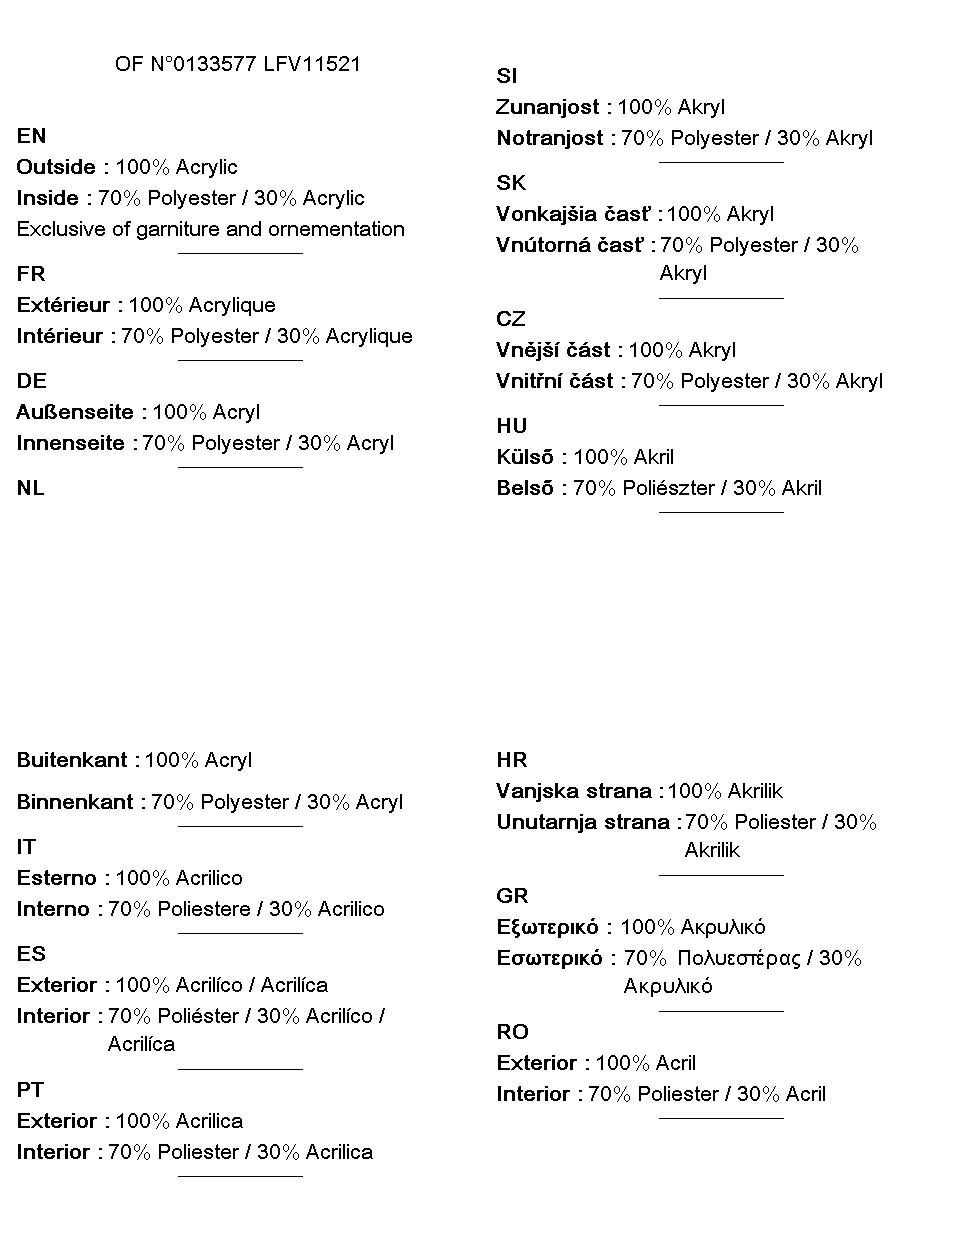 OF N°0133577 LFV11521
EN
Outside : 100% Acrylic
Inside : 70% Polyester / 30% Acrylic
Exclusive of garniture and ornementation
FR
Extérieur : 100% Acrylique
Intérieur : 70% Polyester / 30% Acrylique
DE
Außenseite : 100% Acryl
Innenseite : 70% Polyester / 30% Acryl
NL
Buitenkant : 100% Acryl
Binnenkant : 70% Polyester / 30% Acryl
IT
Esterno : 100% Acrilico
Interno : 70% Poliestere / 30% Acrilico
ES
Exterior : 100% Acrilíco / Acrilíca
Interior : 70% Poliéster / 30% Acrilíco /
Acrilíca
PT
Exterior : 100% Acrilica
Interior : 70% Poliester / 30% Acrilica
SI
Zunanjost : 100% Akryl
Notranjost : 70% Polyester / 30% Akryl
SK
Vonkajšia časť : 100% Akryl
Vnútorná časť : 70% Polyester / 30%
Akryl
CZ
Vnější část : 100% Akryl
Vnitřní část : 70% Polyester / 30% Akryl
HU
Külsõ : 100% Akril
Belsõ : 70% Poliészter / 30% Akril
HR
Vanjska strana : 100% Akrilik
Unutarnja strana : 70% Poliester / 30%
Akrilik
GR
Εξωτερικό : 100% Ακρυλικό
Εσωτερικό : 70% Πολυεστέρας / 30%
Ακρυλικό
RO
Exterior : 100% Acril
Interior : 70% Poliester / 30% Acril